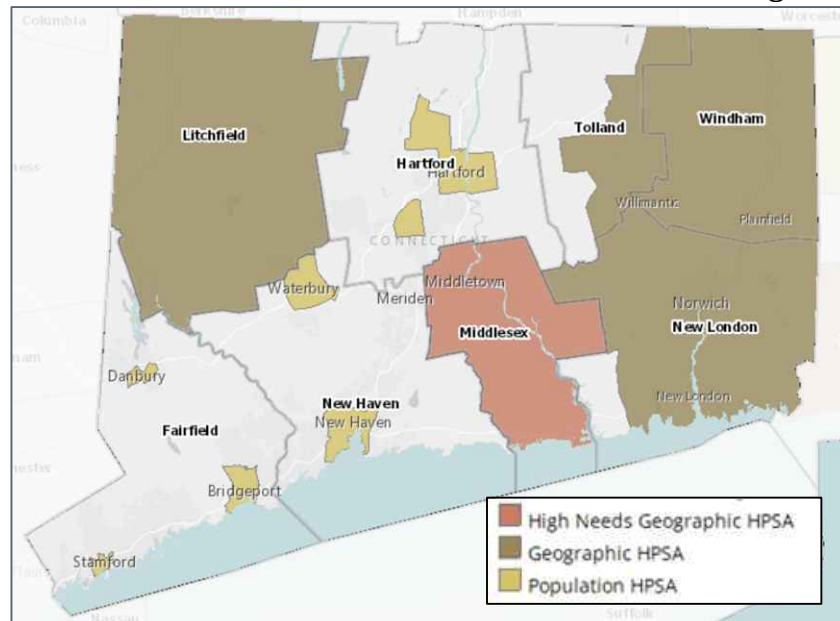 Columbia
Berkshire
Hampden
Worcester
Litchfield
Tolland
Windham
Hartford
Hartford
Willimantic
Plainfield
CONNECTICUT
Waterbury
Meriden
Middletown
Norwich
Middlesex
New London
Danbury
New Haven
New Haven
New London
Fairfield
Bridgeport
Stamford
High Needs Geographic HPSA
Geographic HPSA
Population HPSA
Nassau
Suffolk